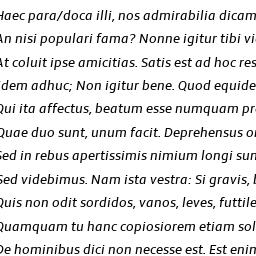 Haec para/doca illi, nos admirabilia dicam
An nisi populari fama? Nonne igitur tibi vi
At coluit ipse amicitias. Satis est ad hoc res
Idem adhuc; Non igitur bene. Quod equide
Qui ita affectus, beatum esse numquam pr
Quae duo sunt, unum facit. Deprehensus o
Sed in rebus apertissimis nimium longi sun
Sed videbimus. Nam ista vestra: Si gravis, b
Quis non odit sordidos, vanos, leves, futtile
Quamquam tu hanc copiosiorem etiam sol
De hominibus dici non necesse est. Est enin